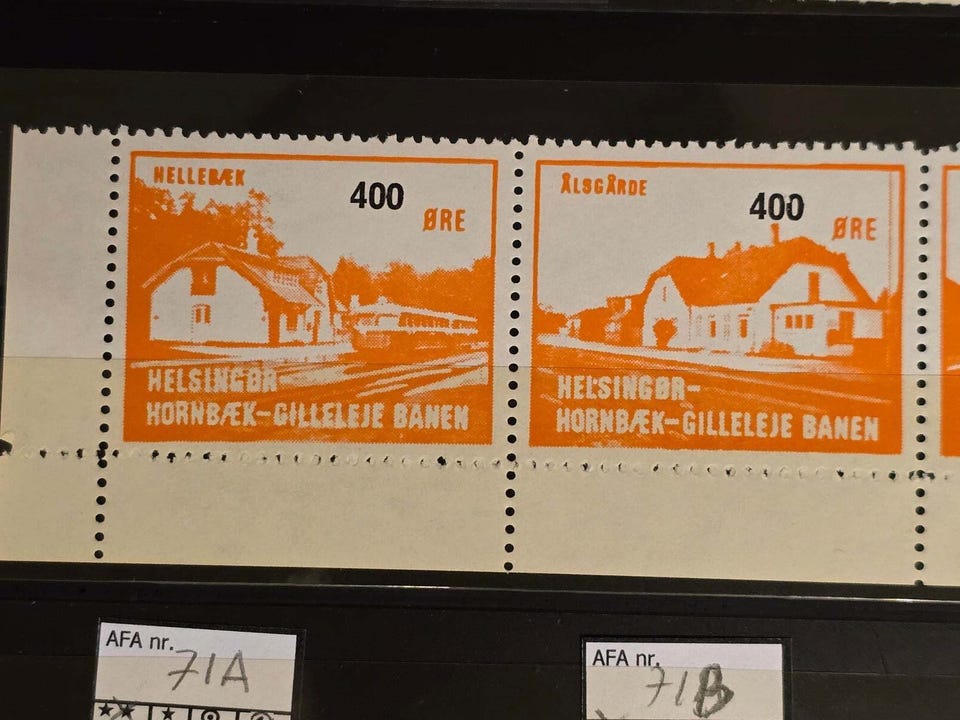 HELLEBÆK
400
ØRE
HELSINGØR-
HORNBÆK-GILLELEJE BANEN
ÅLSGÅRDE
400
ØRE
HELSINGØR-
HORNBÆK-GILLELEJE BANEN
AFA nr. 71A
AFA nr. 71B